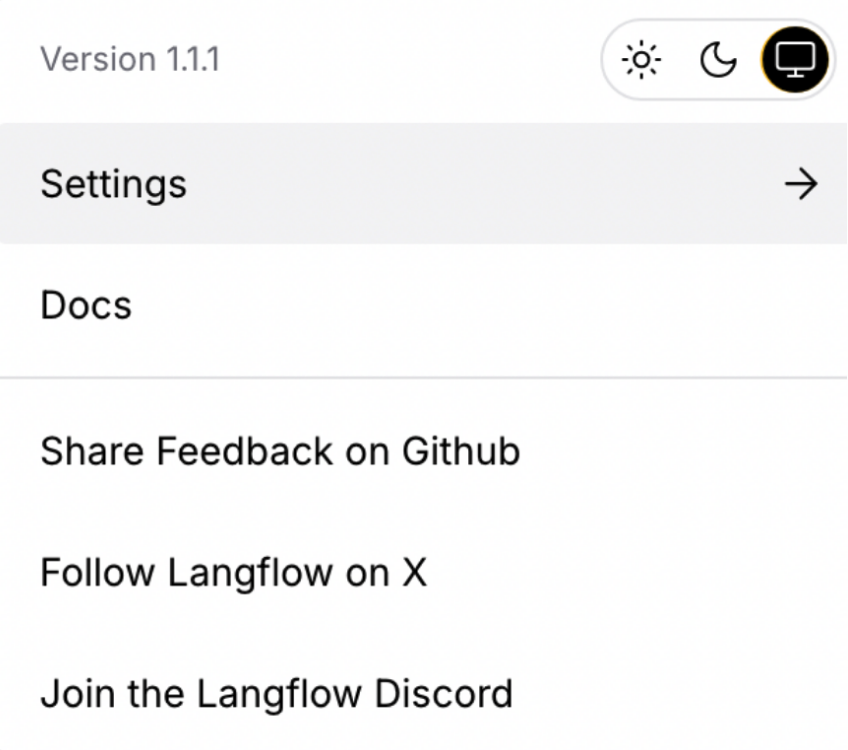 Version 1.1.1
Settings
Docs
Share Feedback on Github
Follow Langflow on X
Join the Langflow Discord